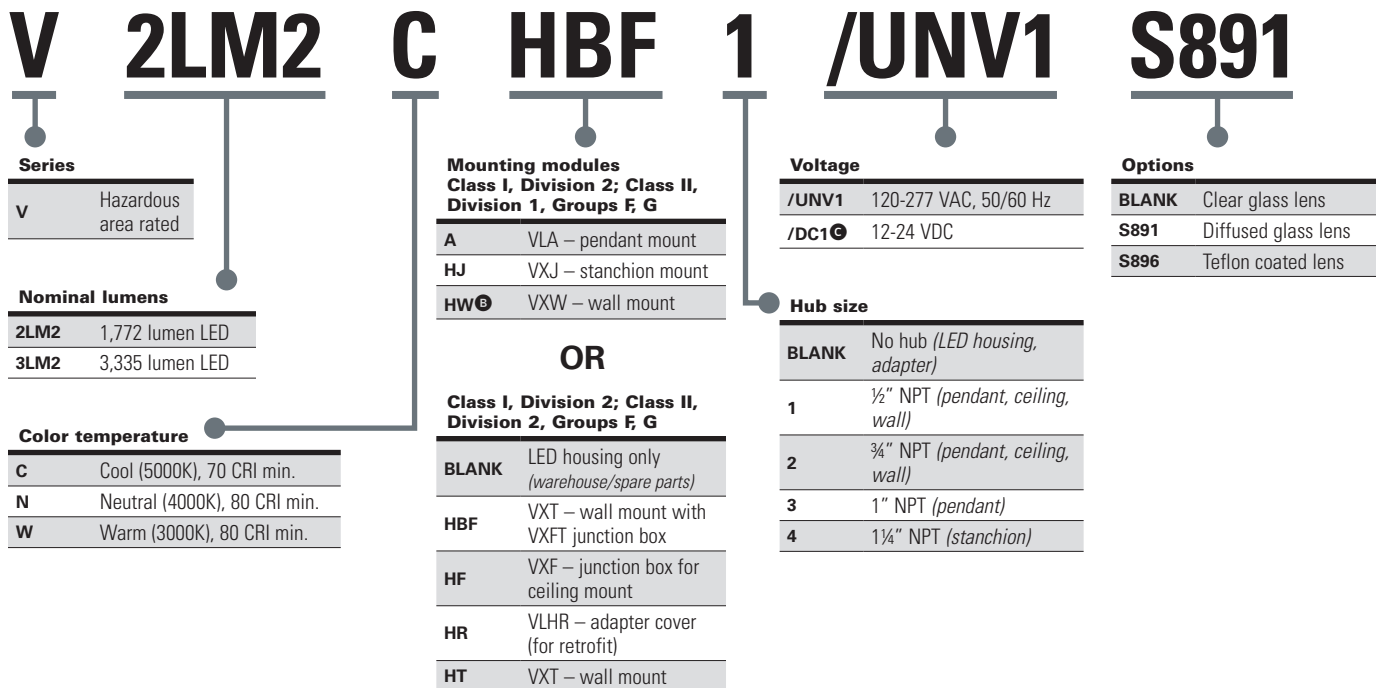 V 2LM2 C HBF 1 /UNV1 S891
Series
V Hazardous
area rated
Nominal lumens
2LM2 1,772 lumen LED
3LM2 3,335 lumen LED
Color temperature
C Cool (5000K), 70 CRI min.
N Neutral (4000K), 80 CRI min.
W Warm (3000K), 80 CRI min.
Mounting modules
Class I, Division 2; Class II,
Division 1, Groups F, G
A VLA – pendant mount
HJ VXJ – stanchion mount
HW B VXW – wall mount
OR
Class I, Division 2; Class II,
Division 2, Groups F, G
BLANK LED housing only
(warehouse/spare parts)
HBF VXT – wall mount with
VXFT junction box
HF VXF – junction box for
ceiling mount
HR VLHR – adapter cover
(for retrofit)
HT VXT – wall mount
Voltage
/UNV1 120-277 VAC, 50/60 Hz
/DC1 C 12-24 VDC
Hub size
BLANK No hub (LED housing,
adapter)
1 ½" NPT (pendant, ceiling,
wall)
2 ¾" NPT (pendant, ceiling,
wall)
3 1" NPT (pendant)
4 1¼" NPT (stanchion)
Options
BLANK Clear glass lens
S891 Diffused glass lens
S896 Teflon coated lens